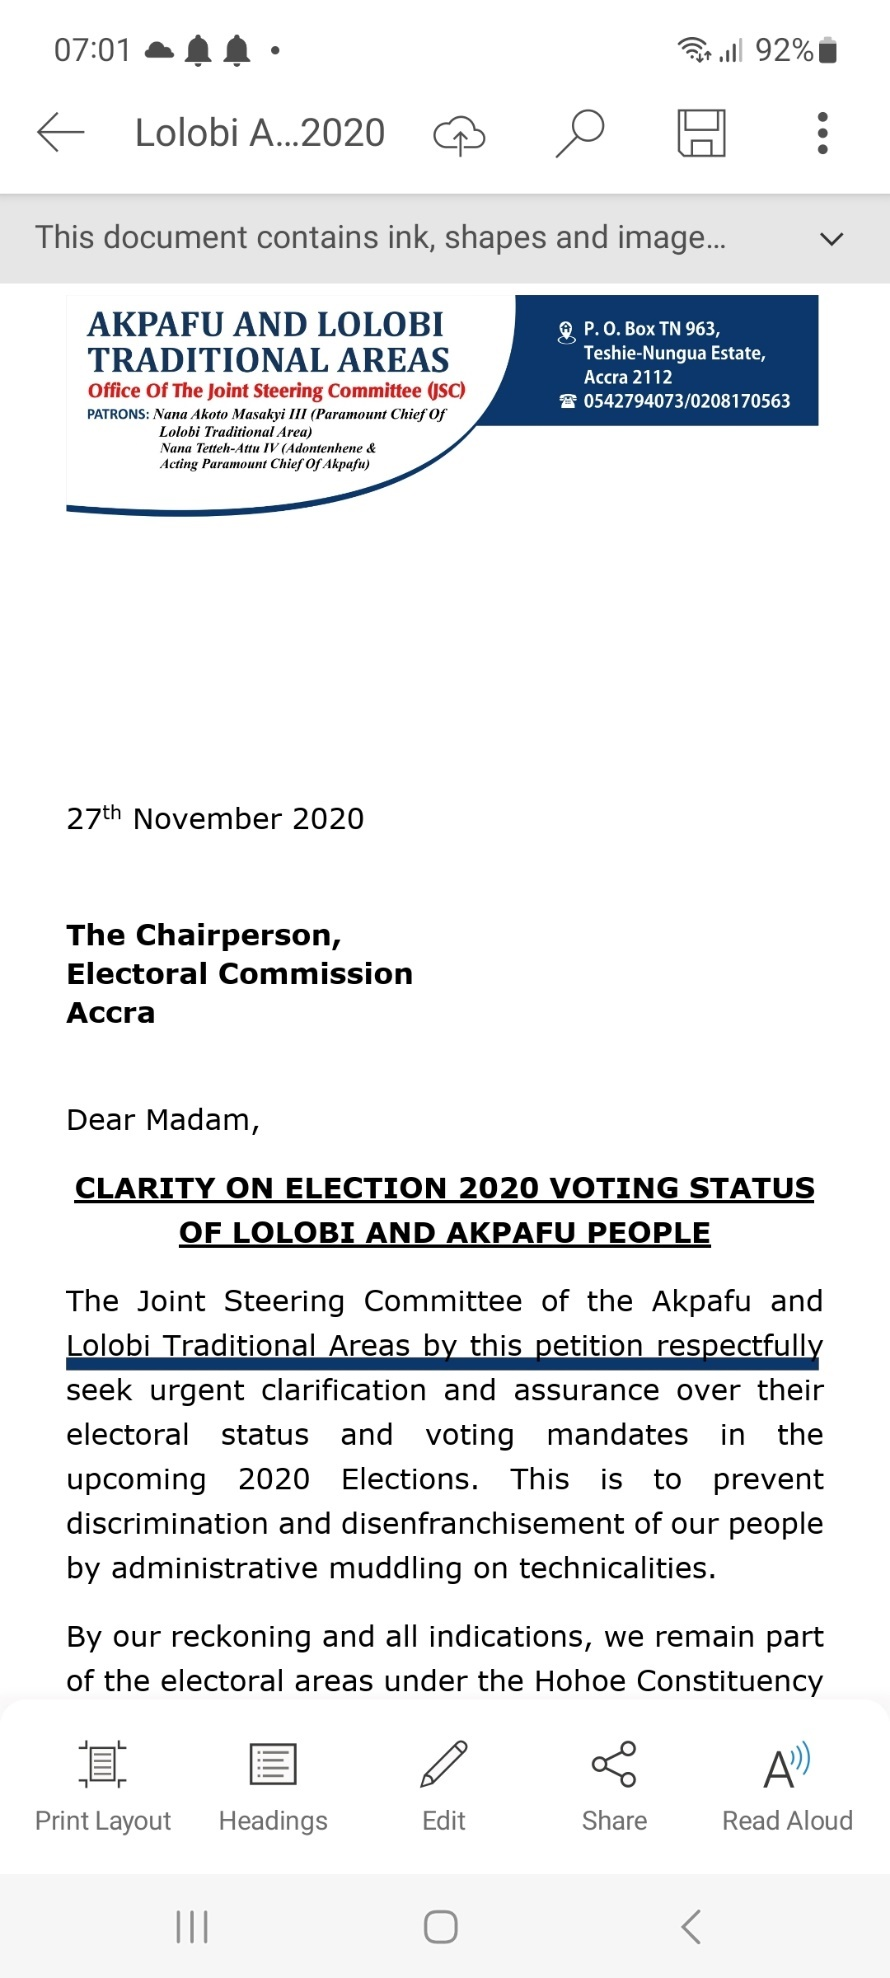 07:01
92%
Lolobi A...2020
This document contains ink, shapes and image...
AKPAFU AND LOLOBI
TRADITIONAL AREAS
Office Of The Joint Steering Committee (JSC)
PATRONS: Nana Akoto Masakyi III (Paramount Chief Of
Lolobi Traditional Area)
Nana Tetteh-Attu IV (Adontenhene &
Acting Paramount Chief Of Akpafu)
P. O. Box TN 963,
Teshie-Nungua Estate,
Accra 2112
0542794073/0208170563
27th November 2020
The Chairperson,
Electoral Commission
Accra
Dear Madam,
CLARITY ON ELECTION 2020 VOTING STATUS
OF LOLOBI AND AKPAFU PEOPLE
The Joint Steering Committee of the Akpafu and
Lolobi Traditional Areas by this petition respectfully
seek urgent clarification and assurance over their
electoral status and voting mandates in the
upcoming 2020 Elections. This is to prevent
discrimination and disenfranchisement of our people
by administrative muddling on technicalities.
By our reckoning and all indications, we remain part
of the electoral areas under the Hohoe Constituency
Print Layout
Headings
Edit
Share
Read Aloud